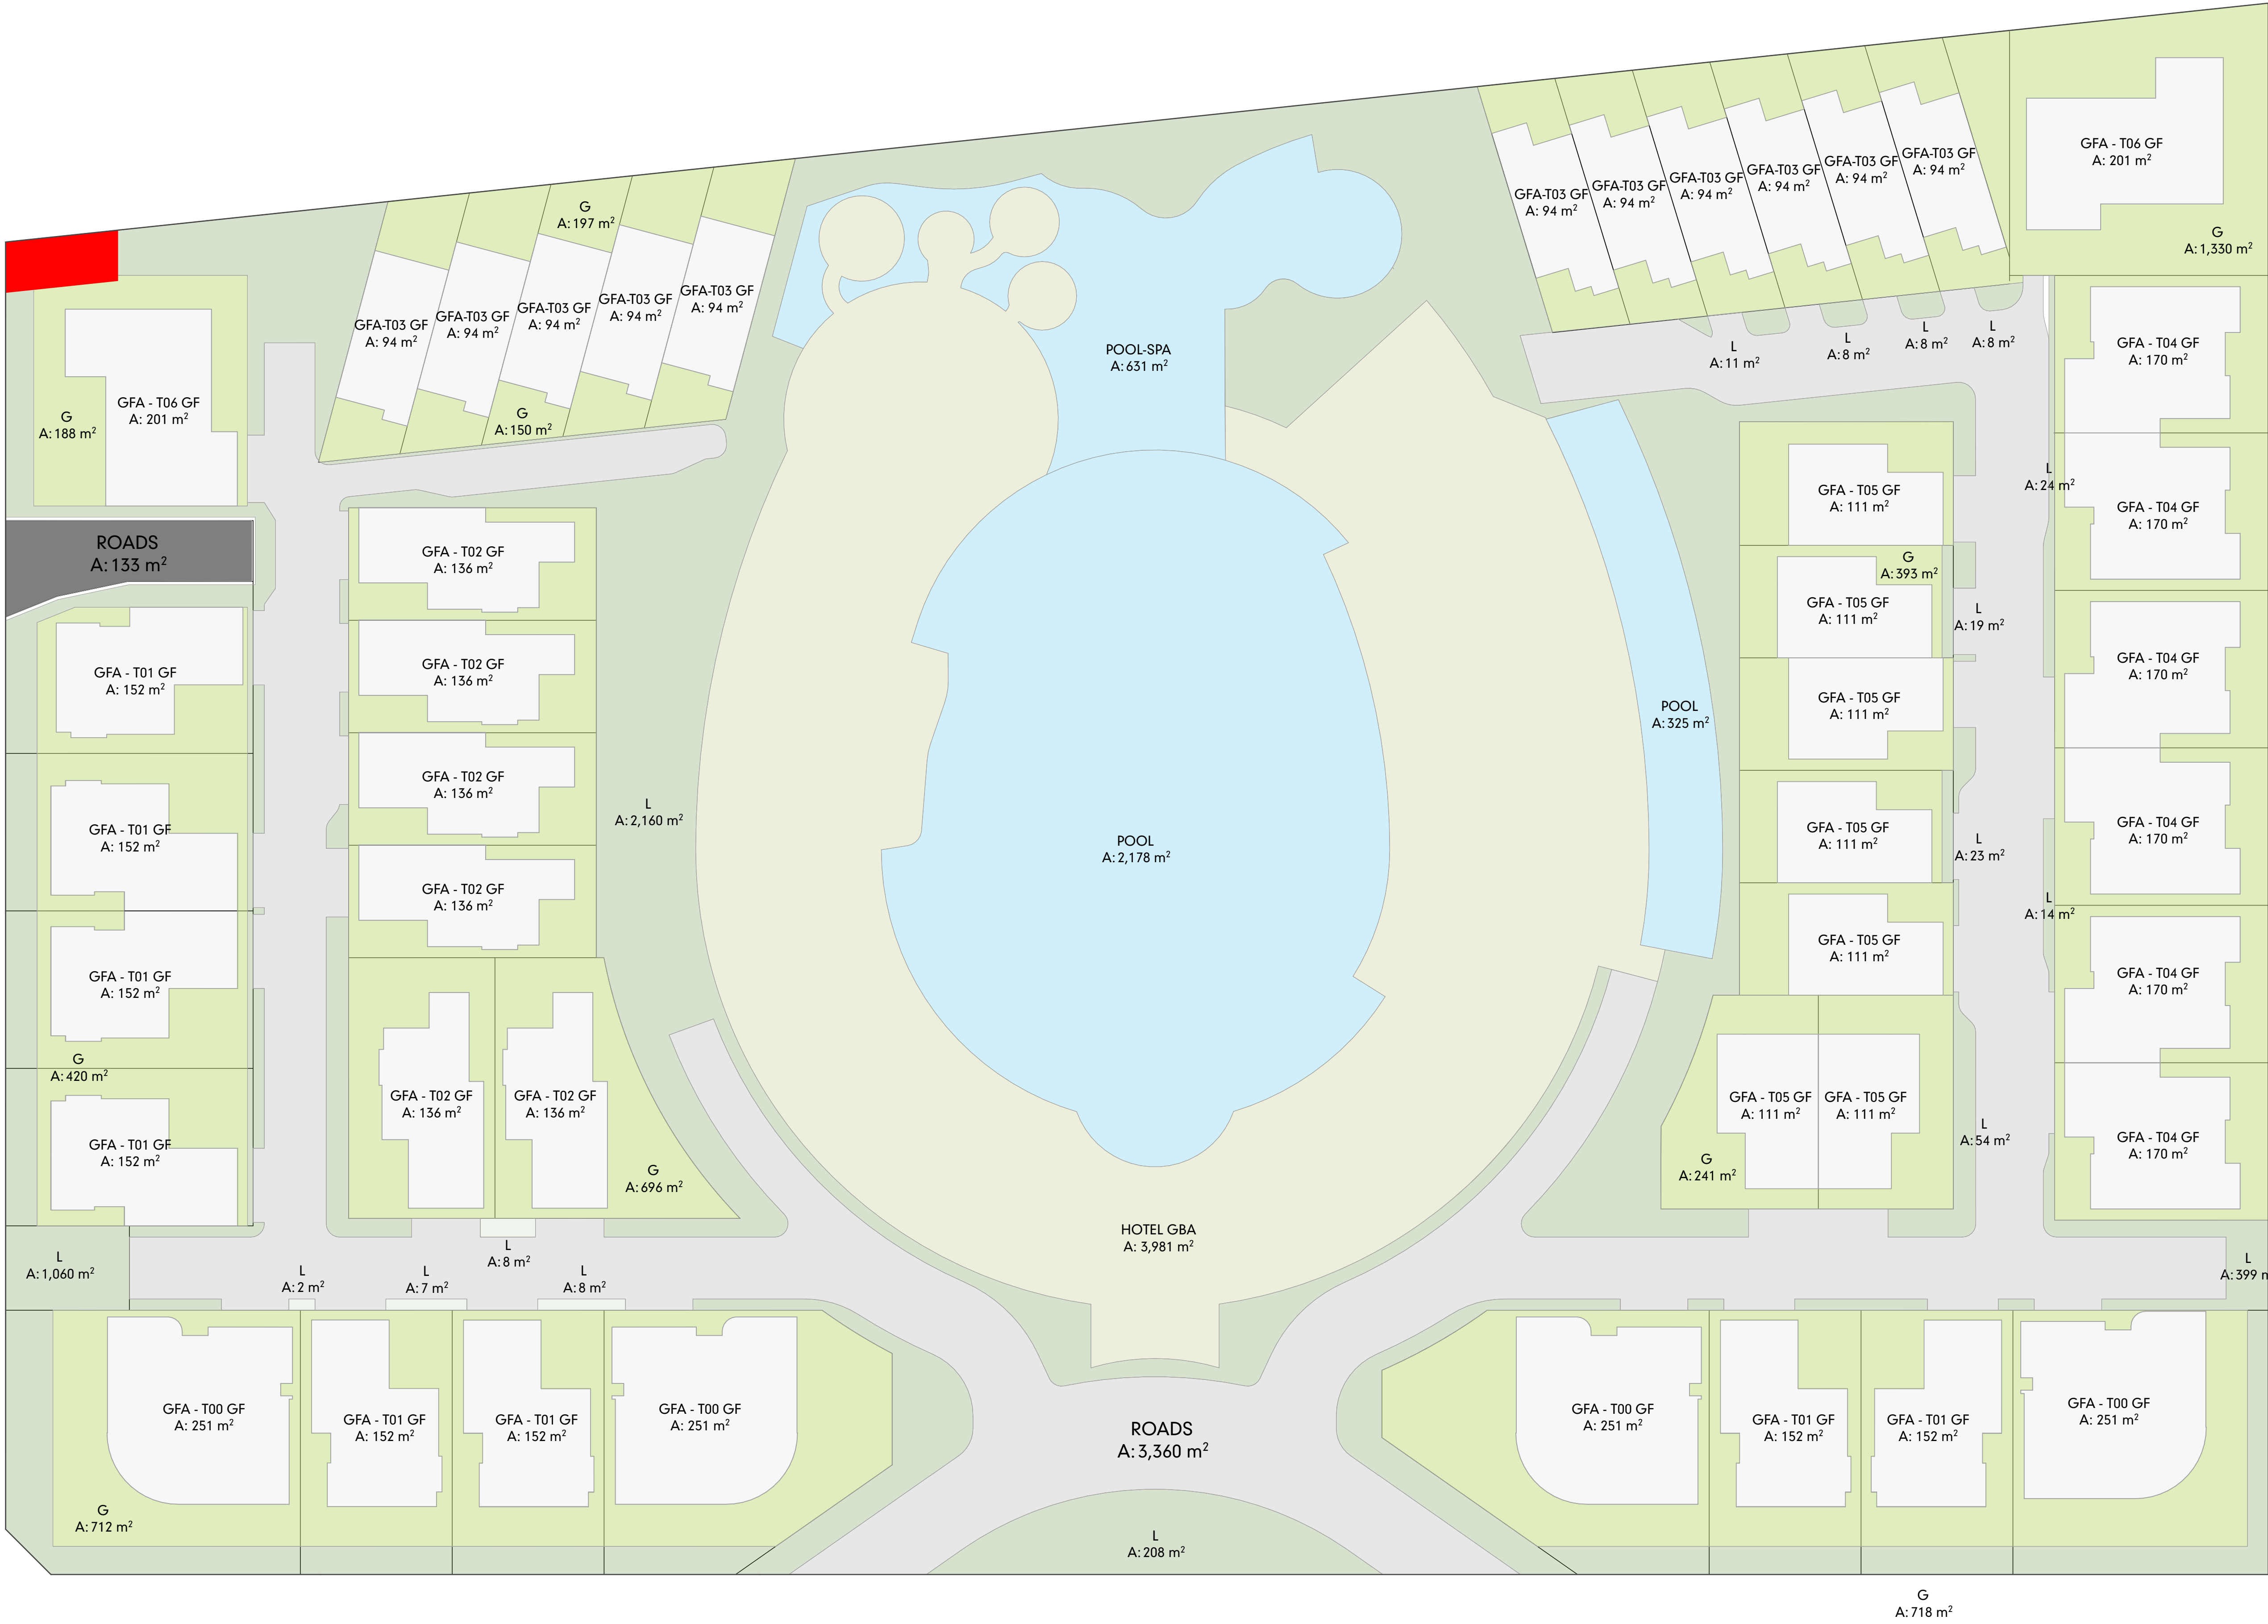 GFA - T06 GF
A: 201 m²
G
A: 1,330 m²
GFA-T03 GF
A: 94 m²
GFA-T03 GF
A: 94 m²
GFA-T03 GF
A: 94 m²
GFA-T03 GF
A: 94 m²
GFA-T03 GF
A: 94 m²
GFA-T03 GF
A: 94 m²
G
A: 197 m²
GFA-T03 GF
A: 94 m²
GFA-T03 GF
A: 94 m²
GFA-T03 GF
A: 94 m²
GFA-T03 GF
A: 94 m²
GFA-T03 GF
A: 94 m²
G
A: 150 m²
POOL-SPA
A: 631 m²
L
A: 11 m²
L
A: 8 m²
L
A: 8 m²
L
A: 8 m²
GFA - T04 GF
A: 170 m²
G
A: 188 m²
GFA - T06 GF
A: 201 m²
ROADS
A: 133 m²
GFA - T02 GF
A: 136 m²
GFA - T05 GF
A: 111 m²
L
A: 24 m²
GFA - T04 GF
A: 170 m²
G
A: 393 m²
GFA - T05 GF
A: 111 m²
L
A: 19 m²
GFA - T01 GF
A: 152 m²
GFA - T02 GF
A: 136 m²
POOL
A: 325 m²
GFA - T05 GF
A: 111 m²
GFA - T04 GF
A: 170 m²
GFA - T01 GF
A: 152 m²
GFA - T02 GF
A: 136 m²
L
A: 2,160 m²
POOL
A: 2,178 m²
GFA - T05 GF
A: 111 m²
L
A: 23 m²
GFA - T04 GF
A: 170 m²
GFA - T02 GF
A: 136 m²
GFA - T05 GF
A: 111 m²
L
A: 14 m²
GFA - T01 GF
A: 152 m²
GFA - T04 GF
A: 170 m²
G
A: 420 m²
GFA - T02 GF
A: 136 m²
GFA - T02 GF
A: 136 m²
GFA - T05 GF
A: 111 m²
GFA - T05 GF
A: 111 m²
L
A: 54 m²
GFA - T01 GF
A: 152 m²
G
A: 696 m²
G
A: 241 m²
GFA - T04 GF
A: 170 m²
HOTEL GBA
A: 3,981 m²
L
A: 1,060 m²
L
A: 8 m²
L
A: 2 m²
L
A: 7 m²
L
A: 8 m²
L
A: 399 m
GFA - T00 GF
A: 251 m²
GFA - T01 GF
A: 152 m²
GFA - T01 GF
A: 152 m²
GFA - T00 GF
A: 251 m²
ROADS
A: 3,360 m²
GFA - T00 GF
A: 251 m²
GFA - T01 GF
A: 152 m²
GFA - T01 GF
A: 152 m²
GFA - T00 GF
A: 251 m²
G
A: 712 m²
L
A: 208 m²
G
A: 718 m²